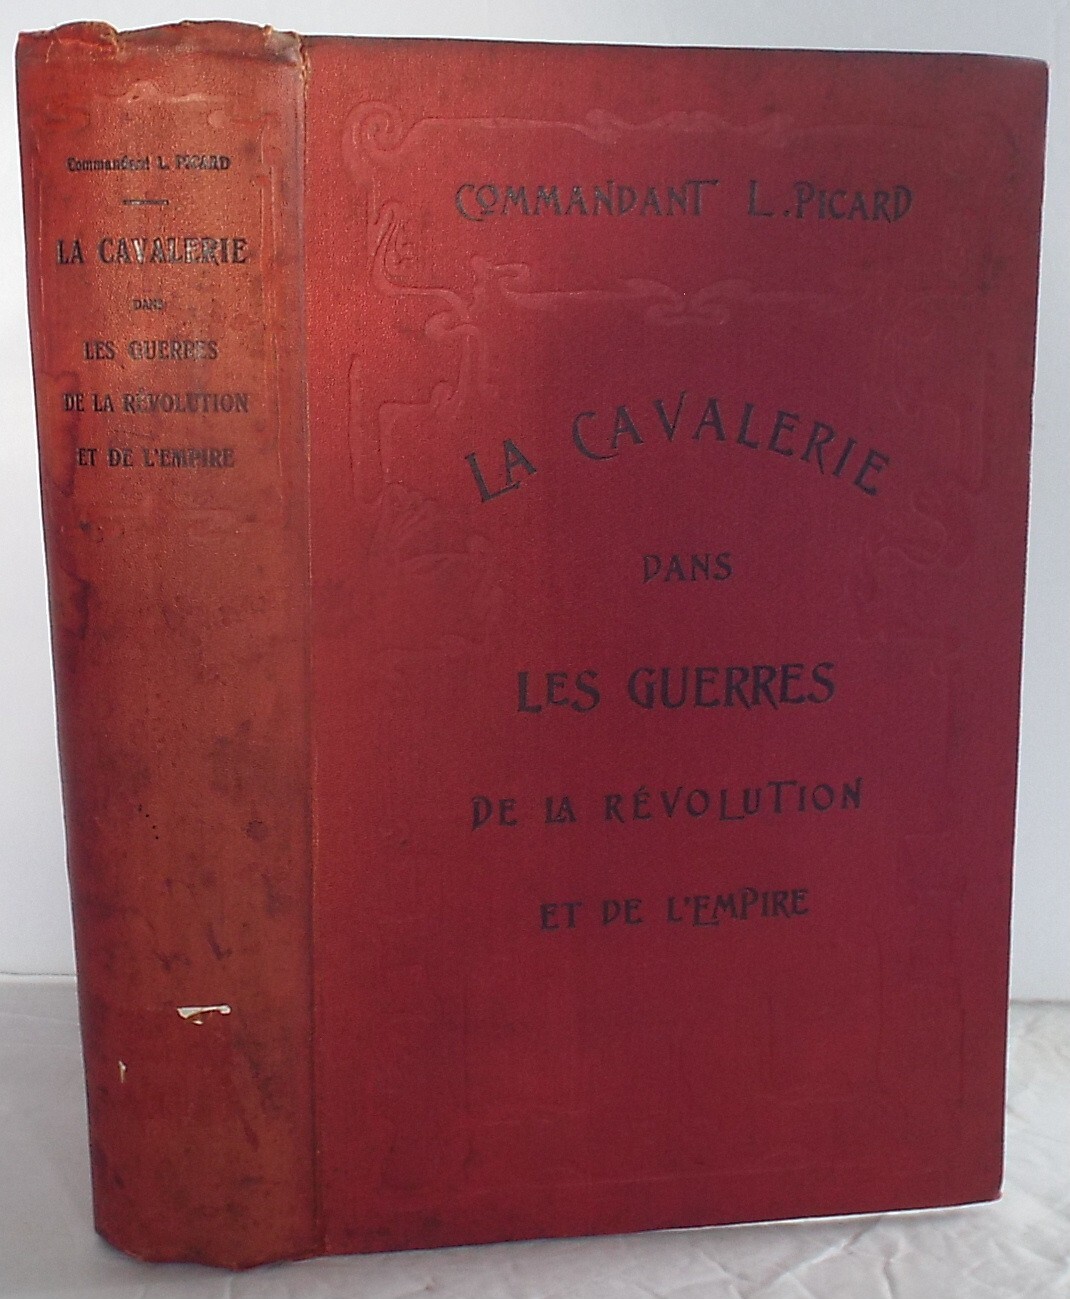 Commandant L. PICARD
LA CAVALERIE
DANS
LES GUERRES
DE LA RÉVOLUTION
ET DE L'EMPIRE
COMMANDANT L. PICARD
LA CAVALERIE
DANS
LES GUERRES
DE LA RÉVOLUTION
ET DE L'EMPIRE